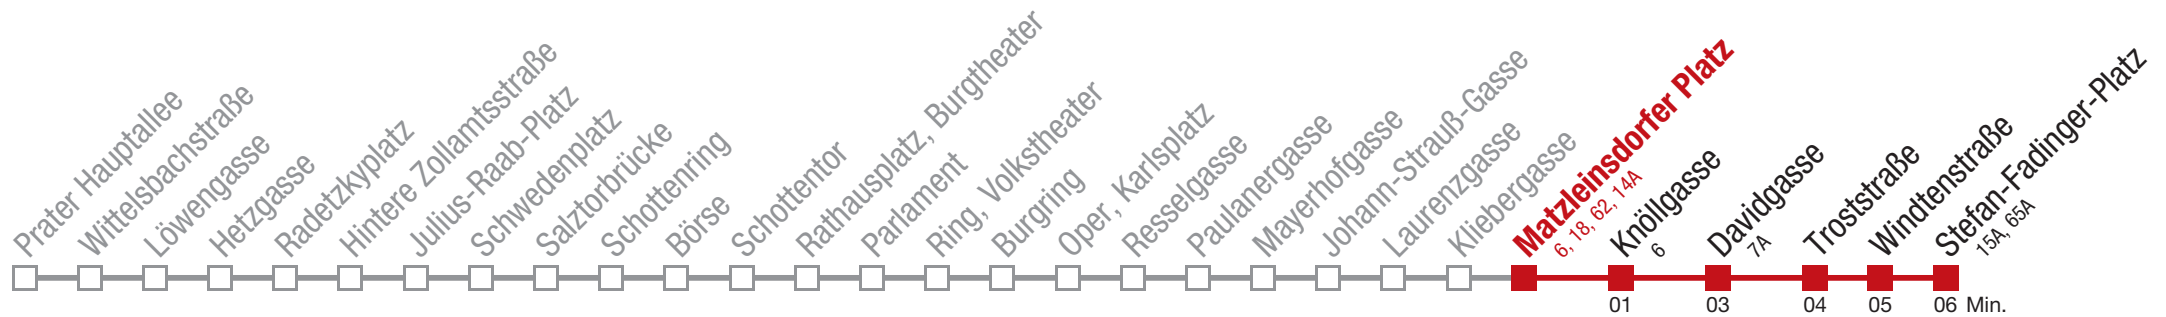 Prater Hauptallee
Wittelsbachstraße
Löwengasse
Hetzgasse
Radetzkyplatz
Hintere Zollamtsstraße
Julius-Raab-Platz
Schwedenplatz
Salztorbrücke
Schottenring
Börse
Schottentor
Rathausplatz, Burgtheater
Parlament
Ring, Volkstheater
Burgring
Oper, Karlsplatz
Resselgasse
Paulanergasse
Mayerhofgasse
Johann-Strauß-Gasse
Laurenzgasse
Kliebergasse
Matzleinsdorfer Platz
6, 18, 62, 14A
Knöllgasse
6
Davidgasse
7A
Troststraße
Windtenstraße
Stefan-Fadinger-Platz
15A, 65A
01 03 04 05 06 Min.